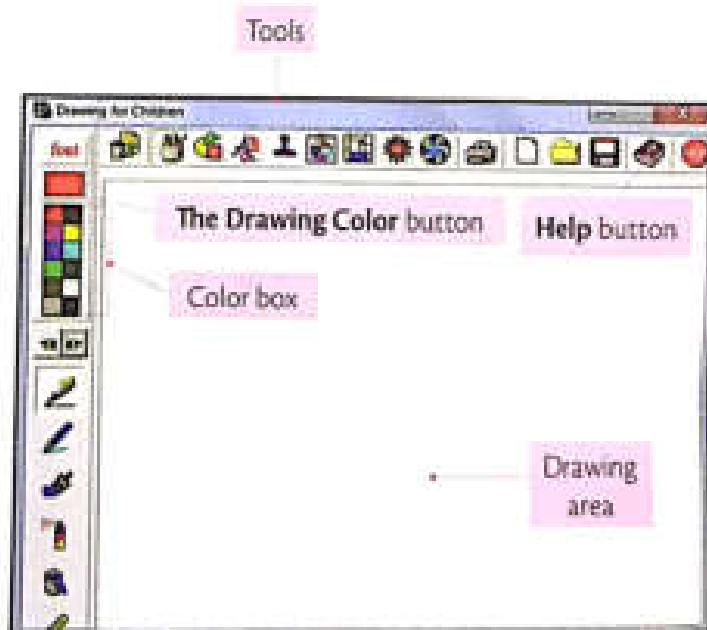 Tools
Drawing for Children
The Drawing Color button
Help button
Color box
Drawing
area